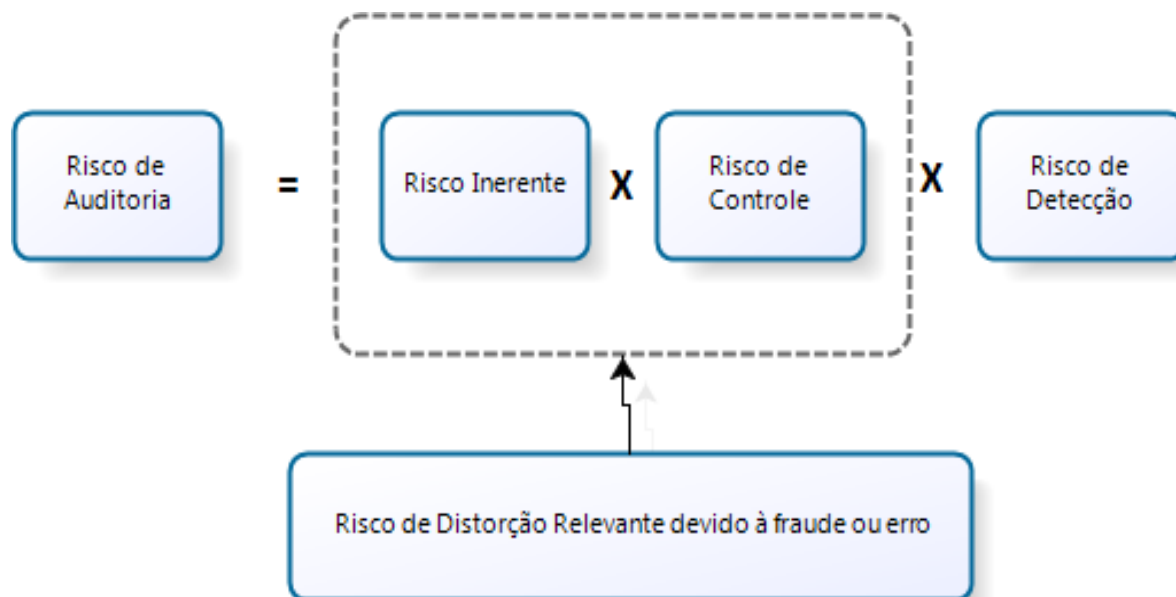 Risco de
Auditoria
=
Risco Inerente
X
Risco de
Controle
X
Risco de
Detecção
Risco de Distorção Relevante devido à fraude ou erro